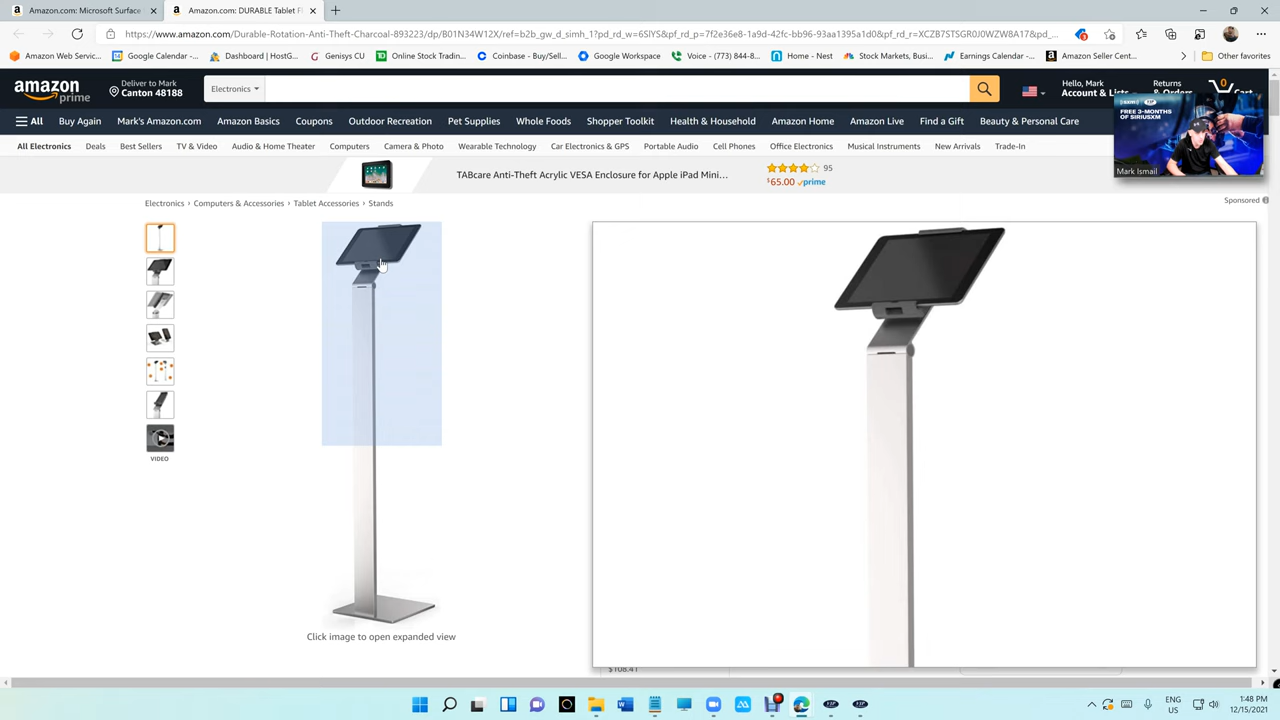 Amazon.com: Microsoft Surface
Amazon.com: DURABLE Tablet F
https://www.amazon.com/Durable-Rotation-Anti-Theft-Charcoal-893223/dp/B01N34W12X/ref=b2b_gw_d_simh_1?pd_rd_w=6SlYS&pf_rd_p=7f2e36e8-1a9d-42fc-bb96-93aa1395a1d0&pf_rd_r=XCZB7STSGR0J0WZW8A17&pd_...
Amazon Web Servic... Google Calendar -... Dashboard | HostG... Genisys CU Online Stock Tradin... Coinbase - Buy/Sell... Google Workspace Voice - (773) 844-8... Home - Nest Stock Markets, Busi... Earnings Calendar -... Amazon Seller Cent... Other favorites
amazon prime
Deliver to Mark
Canton 48188
Electronics
Hello, Mark
Account & Lists
Returns
& Orders
0
Cart
All Buy Again Mark's Amazon.com Amazon Basics Coupons Outdoor Recreation Pet Supplies Whole Foods Shopper Toolkit Health & Household Amazon Home Amazon Live Find a Gift Beauty & Personal Care
FREE 3-MONTHS
OF SIRIUSXM
Mark Ismail
All Electronics Deals Best Sellers TV & Video Audio & Home Theater Computers Camera & Photo Wearable Technology Car Electronics & GPS Portable Audio Cell Phones Office Electronics Musical Instruments New Arrivals Trade-In
TABcare Anti-Theft Acrylic VESA Enclosure for Apple iPad Mini...
95
$65.00 prime
Sponsored
Electronics › Computers & Accessories › Tablet Accessories › Stands
VIDEO
Click image to open expanded view
$108.41
ENG
US
1:48 PM
12/15/2021